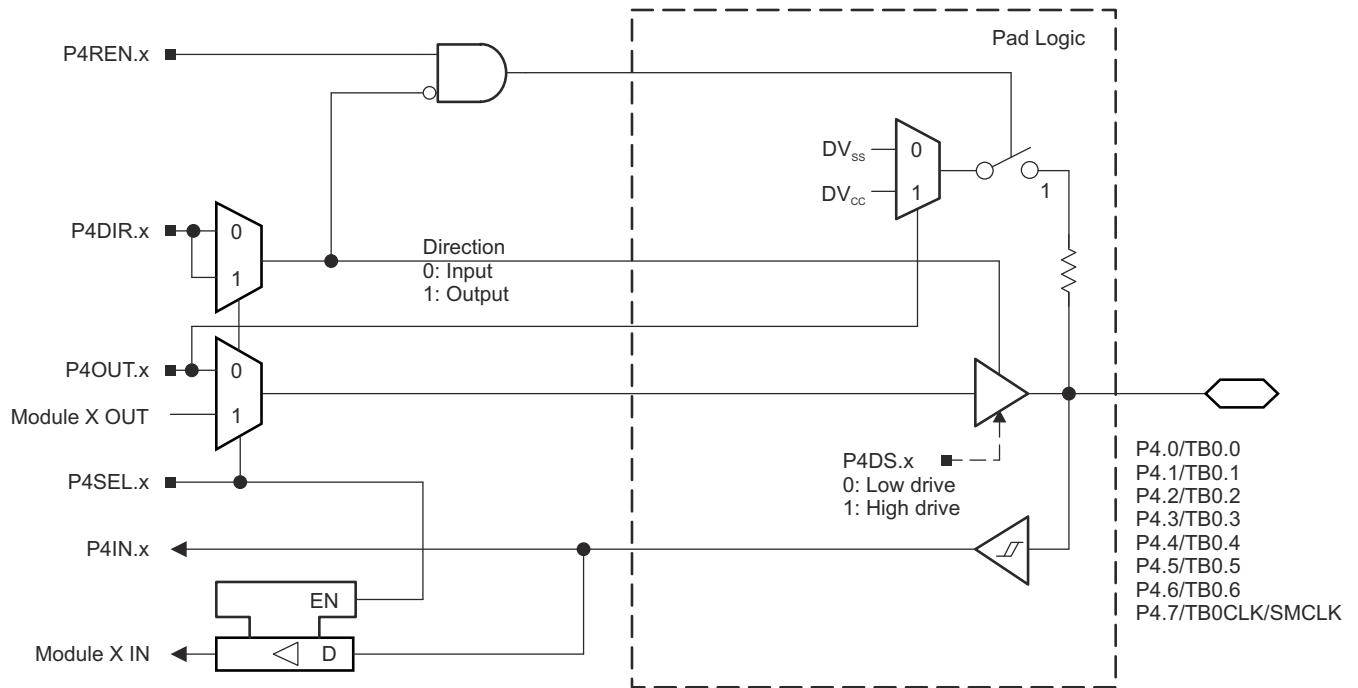 Pad Logic
P4REN.x
DVSS
0
DVCC
1
1
P4DIR.x
0
1
Direction
0: Input
1: Output
P4OUT.x
0
Module X OUT
1
P4DS.x
0: Low drive
1: High drive
P4SEL.x
P4IN.x
EN
Module X IN
D
P4.0/TB0.0
P4.1/TB0.1
P4.2/TB0.2
P4.3/TB0.3
P4.4/TB0.4
P4.5/TB0.5
P4.6/TB0.6
P4.7/TB0CLK/SMCLK